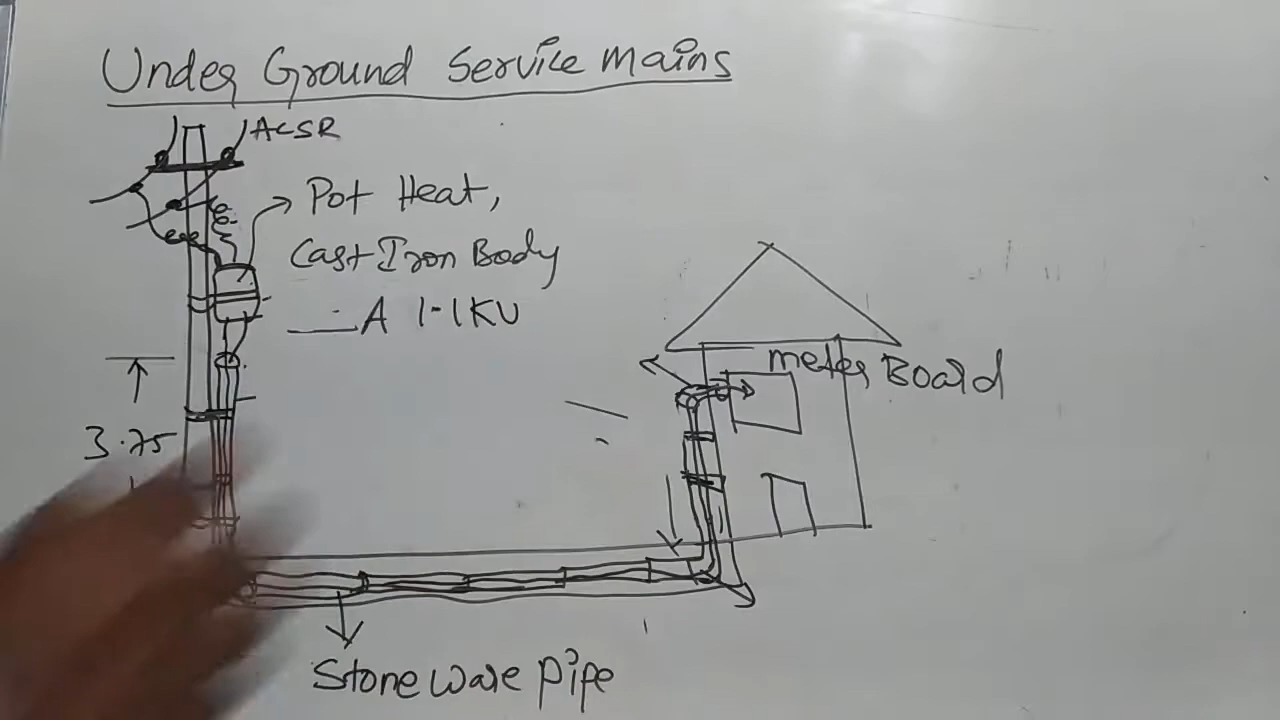 Under Ground Service mains
ACSR
Pot Heat,
Cast Iron Body
A 1-1KV
meter Board
3.75
Stone ware pipe